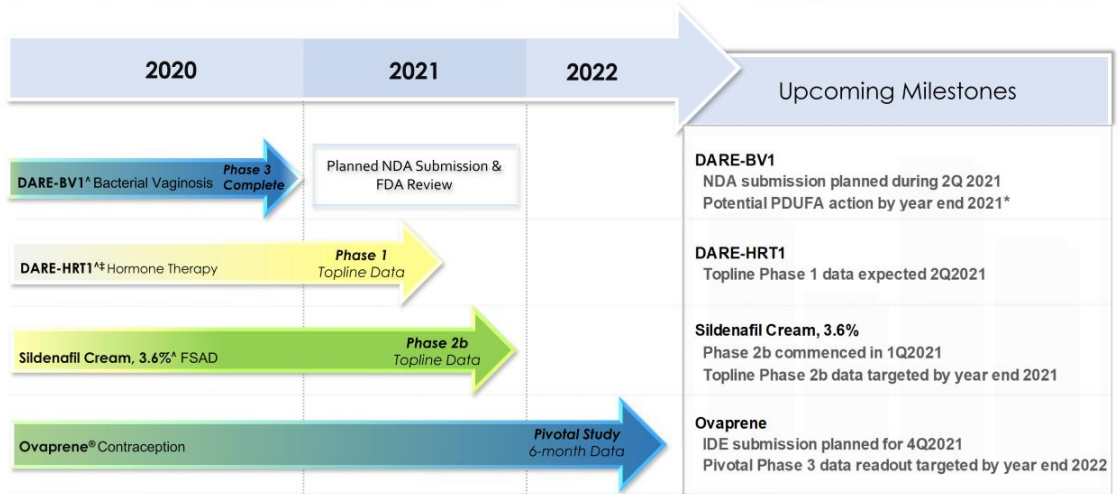 2020
2021
2022
Upcoming Milestones
DARE-BV1^ Bacterial Vaginosis
Phase 3
Complete
Planned NDA Submission &
FDA Review
DARE-BV1
NDA submission planned during 2Q 2021
Potential PDUFA action by year end 2021*
DARE-HRT1^‡ Hormone Therapy
Phase 1
Topline Data
DARE-HRT1
Topline Phase 1 data expected 2Q2021
Sildenafil Cream, 3.6%^ FSAD
Phase 2b
Topline Data
Sildenafil Cream, 3.6%
Phase 2b commenced in 1Q2021
Topline Phase 2b data targeted by year end 2021
Ovaprene® Contraception
Pivotal Study
6-month Data
Ovaprene
IDE submission planned for 4Q2021
Pivotal Phase 3 data readout targeted by year end 2022